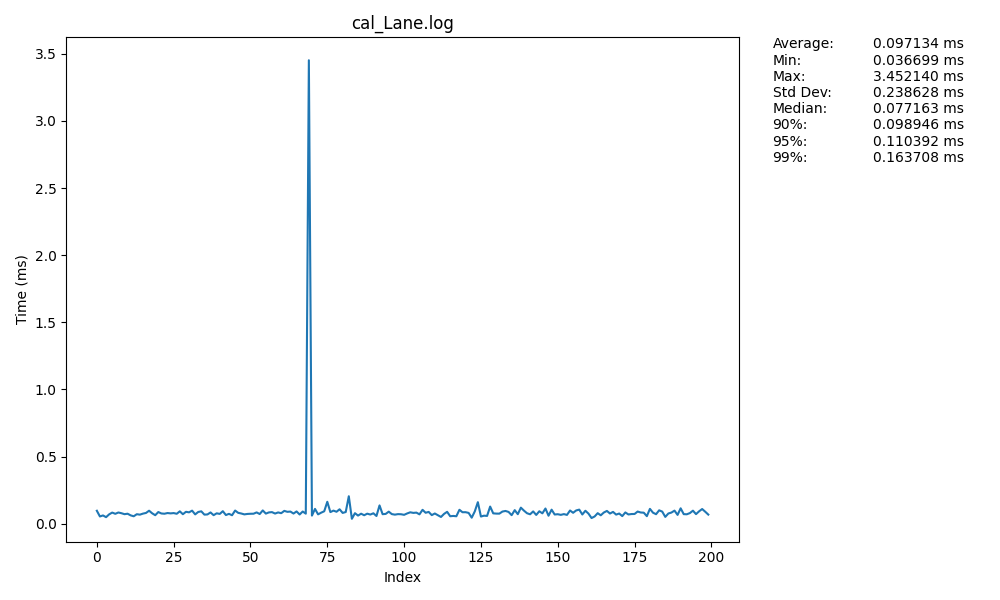 cal_Lane.log
3.5
3.0
2.5
2.0
1.5
1.0
0.5
0.0
Time (ms)
0 25 50 75 100 125 150 175 200
Index
Average: 0.097134 ms
Min: 0.036699 ms
Max: 3.452140 ms
Std Dev: 0.238628 ms
Median: 0.077163 ms
90%: 0.098946 ms
95%: 0.110392 ms
99%: 0.163708 ms